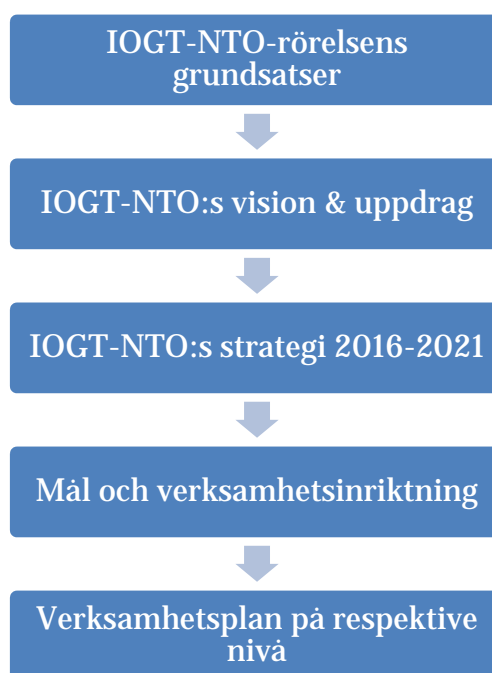 IOGT-NTO-rörelsens
grundsatser
IOGT-NTO:s vision & uppdrag
IOGT-NTO:s strategi 2016-2021
Mål och verksamhetsinriktning
Verksamhetsplan på respektive
nivå